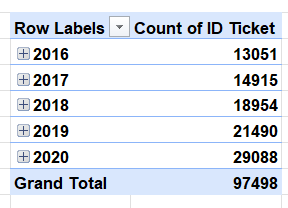 Row Labels Count of ID Ticket
2016 13051
2017 14915
2018 18954
2019 21490
2020 29088
Grand Total 97498